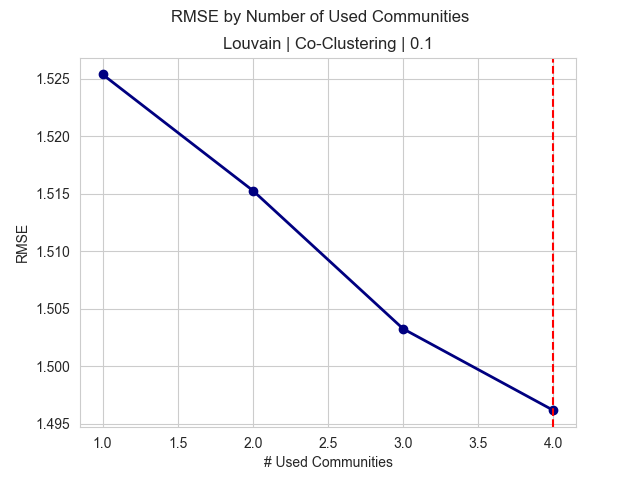 RMSE by Number of Used Communities
Louvain | Co-Clustering | 0.1
1.525
1.520
1.515
1.510
1.505
1.500
1.495
RMSE
1.0 1.5 2.0 2.5 3.0 3.5 4.0
# Used Communities